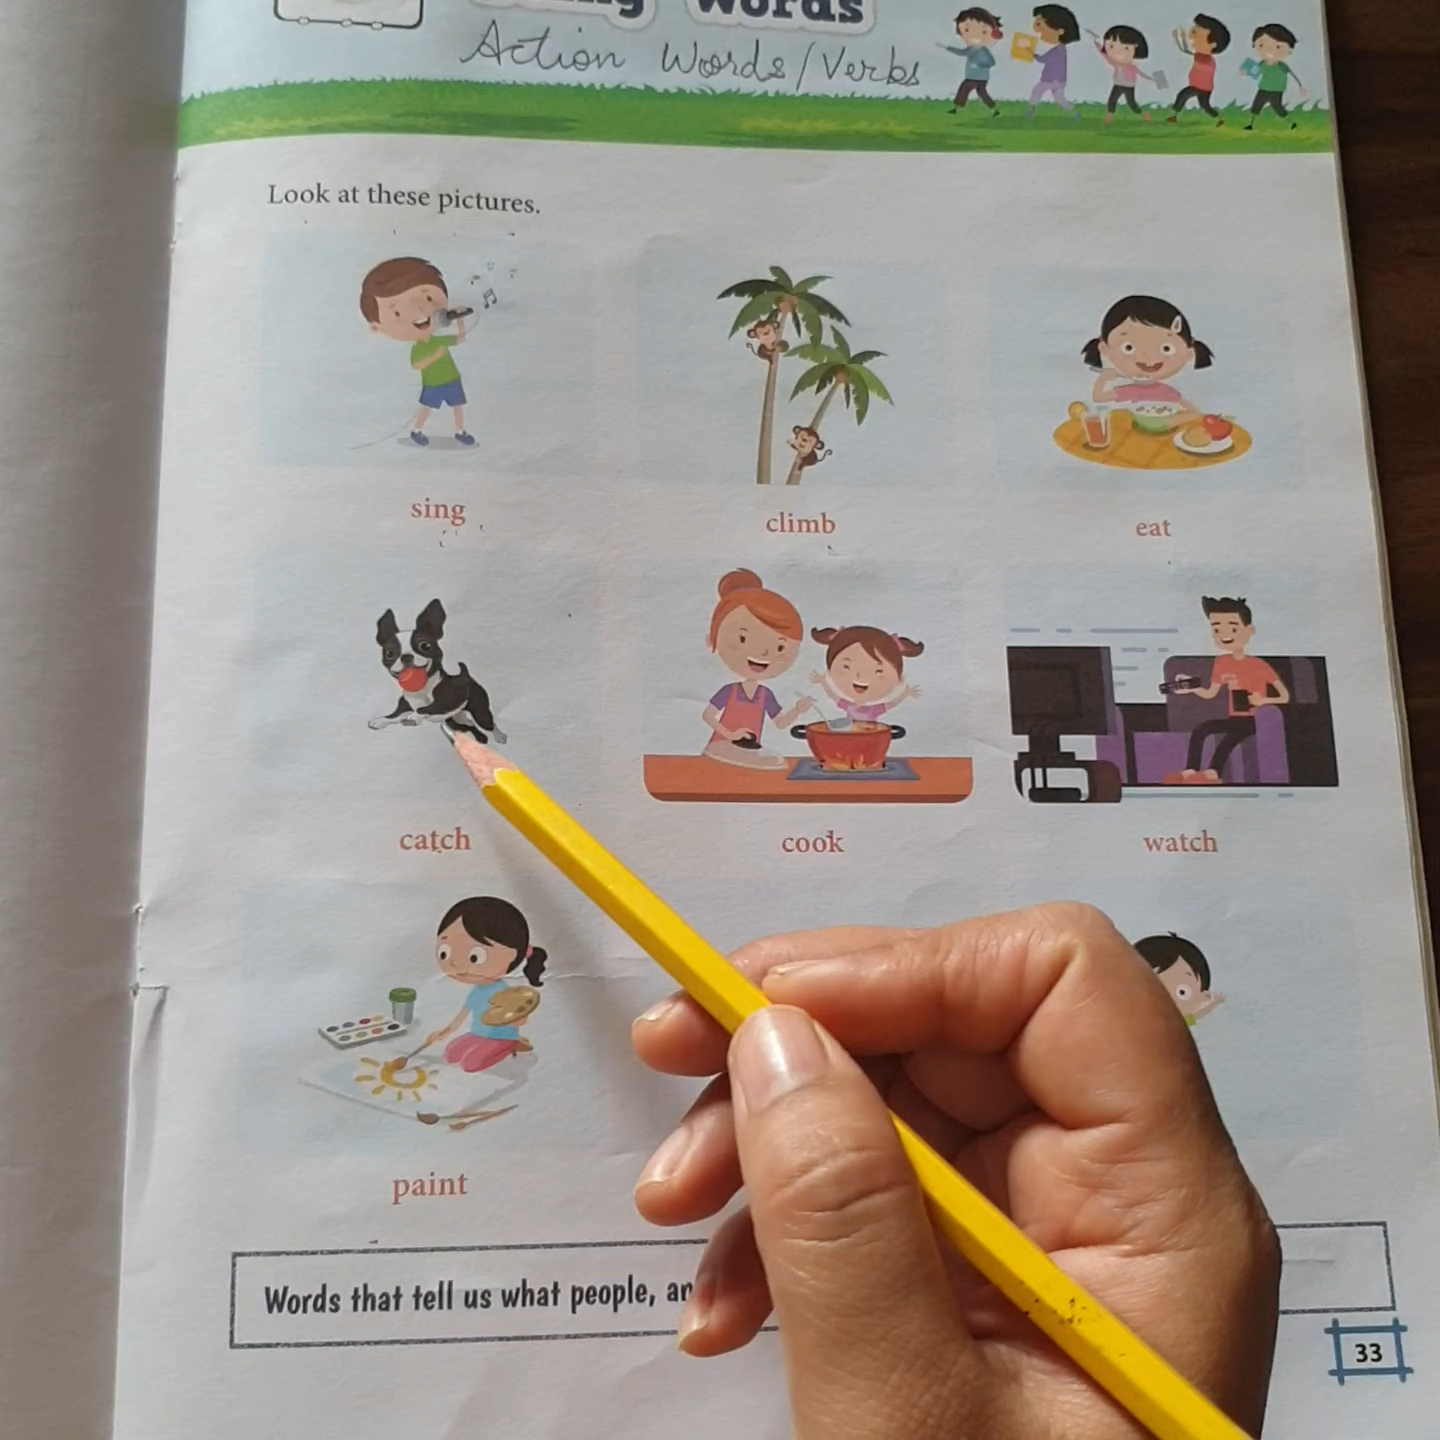 Words
Action Words/Verbs
Look at these pictures.
sing climb eat
catch cook watch
paint
Words that tell us what people,
33